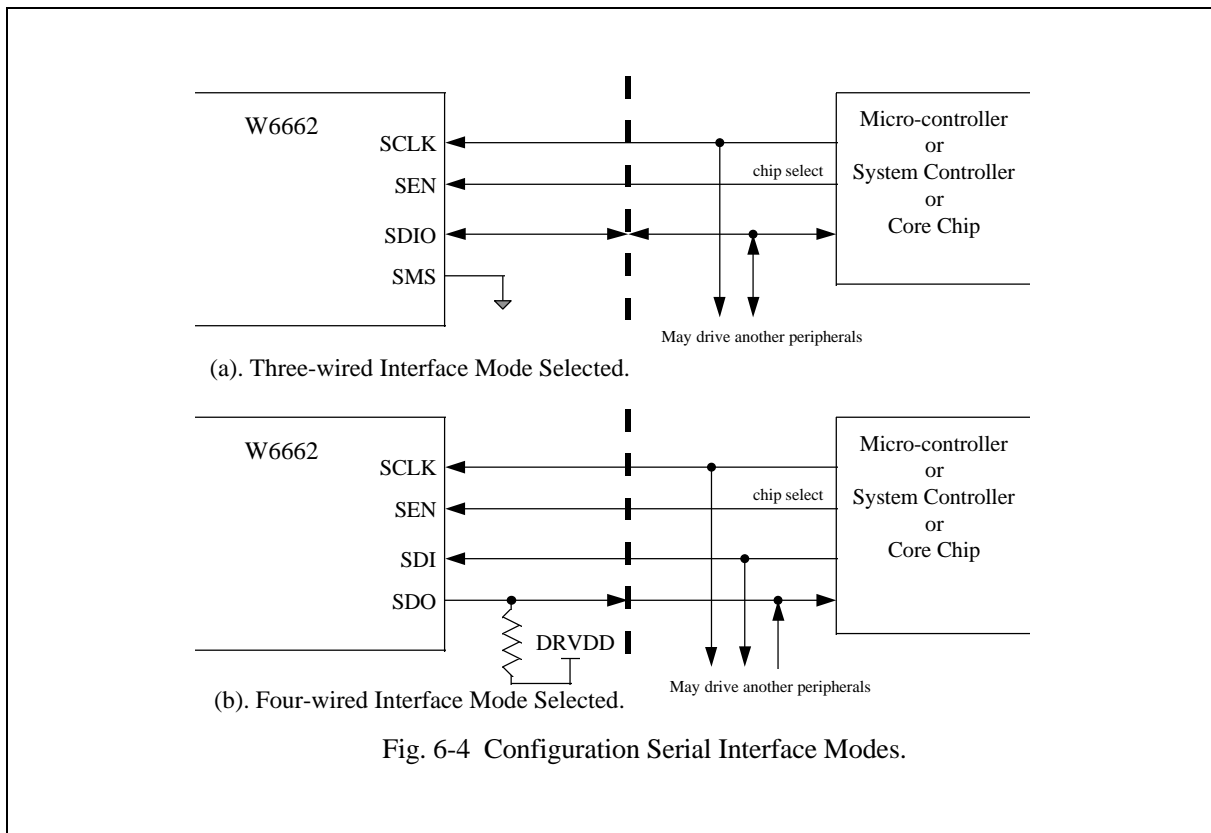 W6662
SCLK
SEN
SDIO
SMS
chip select
Micro-controller
or
System Controller
or
Core Chip
May drive another peripherals
(a). Three-wired Interface Mode Selected.
W6662
SCLK
SEN
SDI
SDO
DRVDD
chip select
Micro-controller
or
System Controller
or
Core Chip
May drive another peripherals
(b). Four-wired Interface Mode Selected.
Fig. 6-4 Configuration Serial Interface Modes.